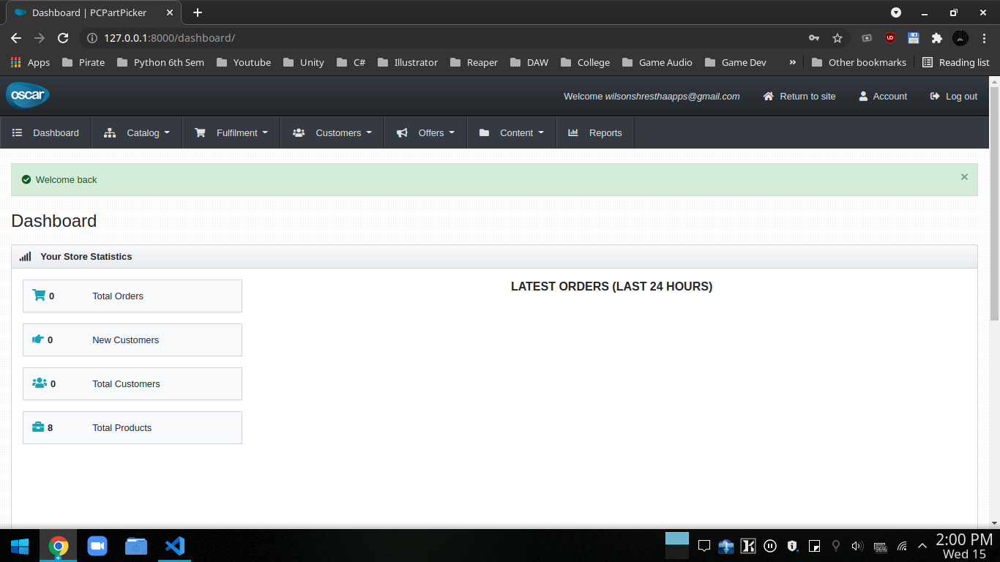 Dashboard | PCPartPicker
127.0.0.1:8000/dashboard/
Apps Pirate Python 6th Sem Youtube Unity C# Illustrator Reaper DAW College Game Audio Game Dev » Other bookmarks Reading list
oscar Welcome wilsonshresthaapps@gmail.com Return to site Account Log out
Dashboard Catalog Fulfilment Customers Offers Content Reports
Welcome back ×
Dashboard
Your Store Statistics
0 Total Orders
LATEST ORDERS (LAST 24 HOURS)
0 New Customers
0 Total Customers
8 Total Products
96%
2:00 PM
Wed 15